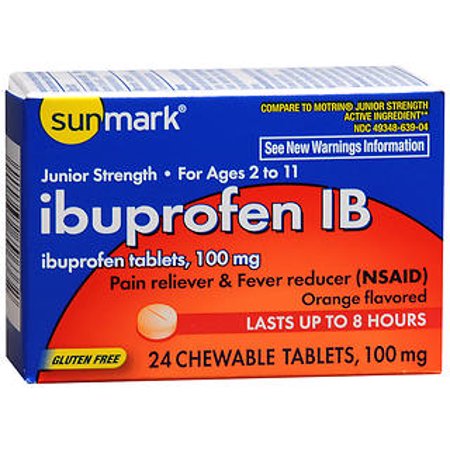 sunmark®
COMPARE TO MOTRIN® JUNIOR STRENGTH
ACTIVE INGREDIENT**
NDC 49348-639-04
See New Warnings Information
Junior Strength • For Ages 2 to 11
ibuprofen IB
ibuprofen tablets, 100 mg
Pain reliever & Fever reducer (NSAID)
Orange flavored
LASTS UP TO 8 HOURS
GLUTEN FREE
24 CHEWABLE TABLETS, 100 mg